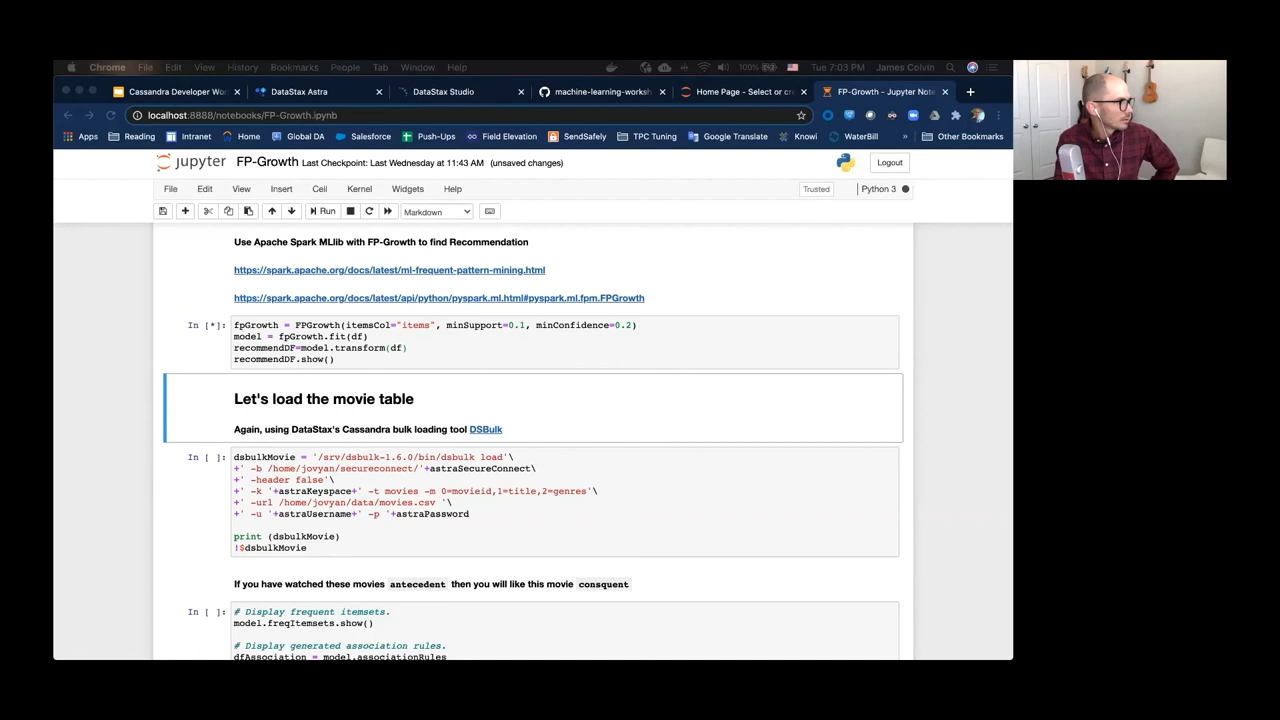 Chrome File Edit View History Bookmarks People Tab Window Help 100% Tue 7:03 PM James Colvin
Cassandra Developer Wor DataStax Astra DataStax Studio machine-learning-worksh Home Page - Select or cre FP-Growth - Jupyter Note
localhost:8888/notebooks/FP-Growth.ipynb
Apps Reading Intranet Home Global DA Salesforce Push-Ups Field Elevation SendSafely TPC Tuning Google Translate Knowi WaterBill » Other Bookmarks
jupyter FP-Growth Last Checkpoint: Last Wednesday at 11:43 AM (unsaved changes) Logout
File Edit View Insert Cell Kernel Widgets Help Trusted Python 3
Run Markdown
Use Apache Spark MLlib with FP-Growth to find Recommendation
https://spark.apache.org/docs/latest/ml-frequent-pattern-mining.html
https://spark.apache.org/docs/latest/api/python/pyspark.ml.html#pyspark.ml.fpm.FPGrowth
In [*]: fpGrowth = FPGrowth(itemsCol="items", minSupport=0.1, minConfidence=0.2)
model = fpGrowth.fit(df)
recommendDF=model.transform(df)
recommendDF.show()
Let's load the movie table
Again, using DataStax's Cassandra bulk loading tool DSBulk
In [ ]: dsbulkMovie = '/srv/dsbulk-1.6.0/bin/dsbulk load'\
+' -b /home/jovyan/secureconnect/'+astraSecureConnect\
+' -header false'\
+' -k '+astraKeyspace+' -t movies -m 0=movieid,1=title,2=genres'\
+' -url /home/jovyan/data/movies.csv '\
+' -u '+astraUsername+' -p '+astraPassword
print (dsbulkMovie)
!$dsbulkMovie
If you have watched these movies antecedent then you will like this movie consquent
In [ ]: # Display frequent itemsets.
model.freqItemsets.show()
# Display generated association rules.
dfAssociation = model.associationRules